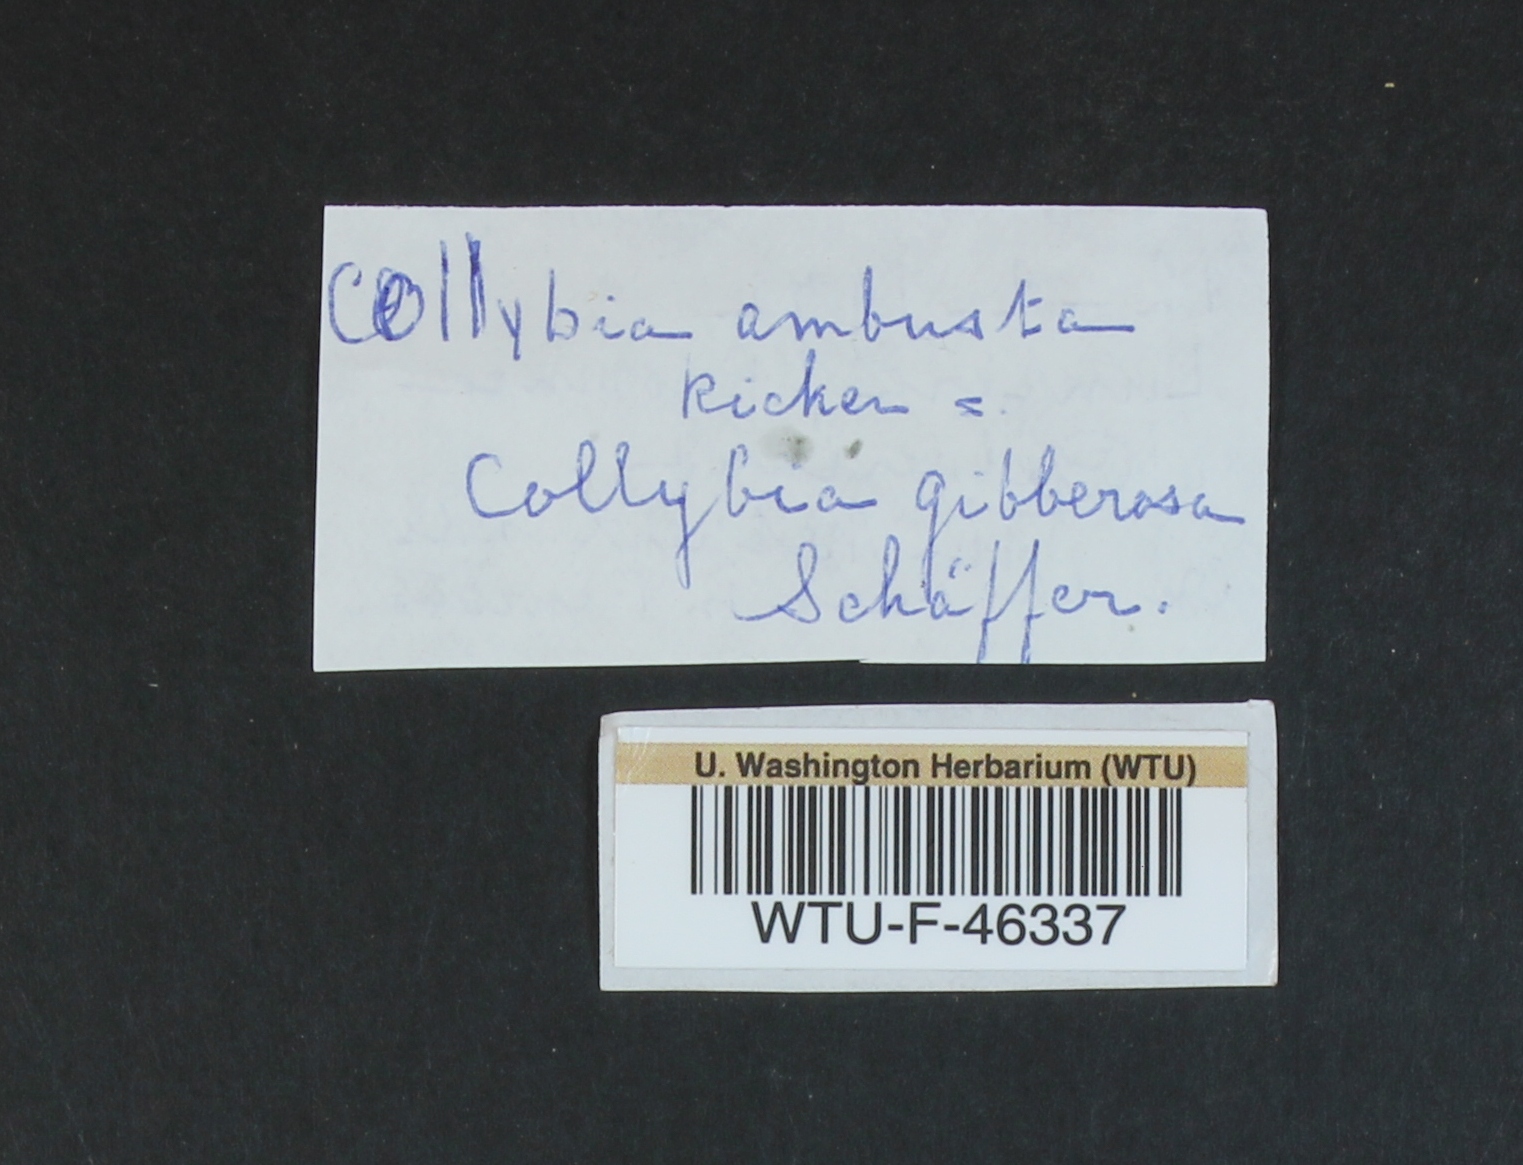 Collybia ambusta
Ricken =
Collybia gibberosa
Schäffer.
U. Washington Herbarium (WTU)
WTU-F-46337